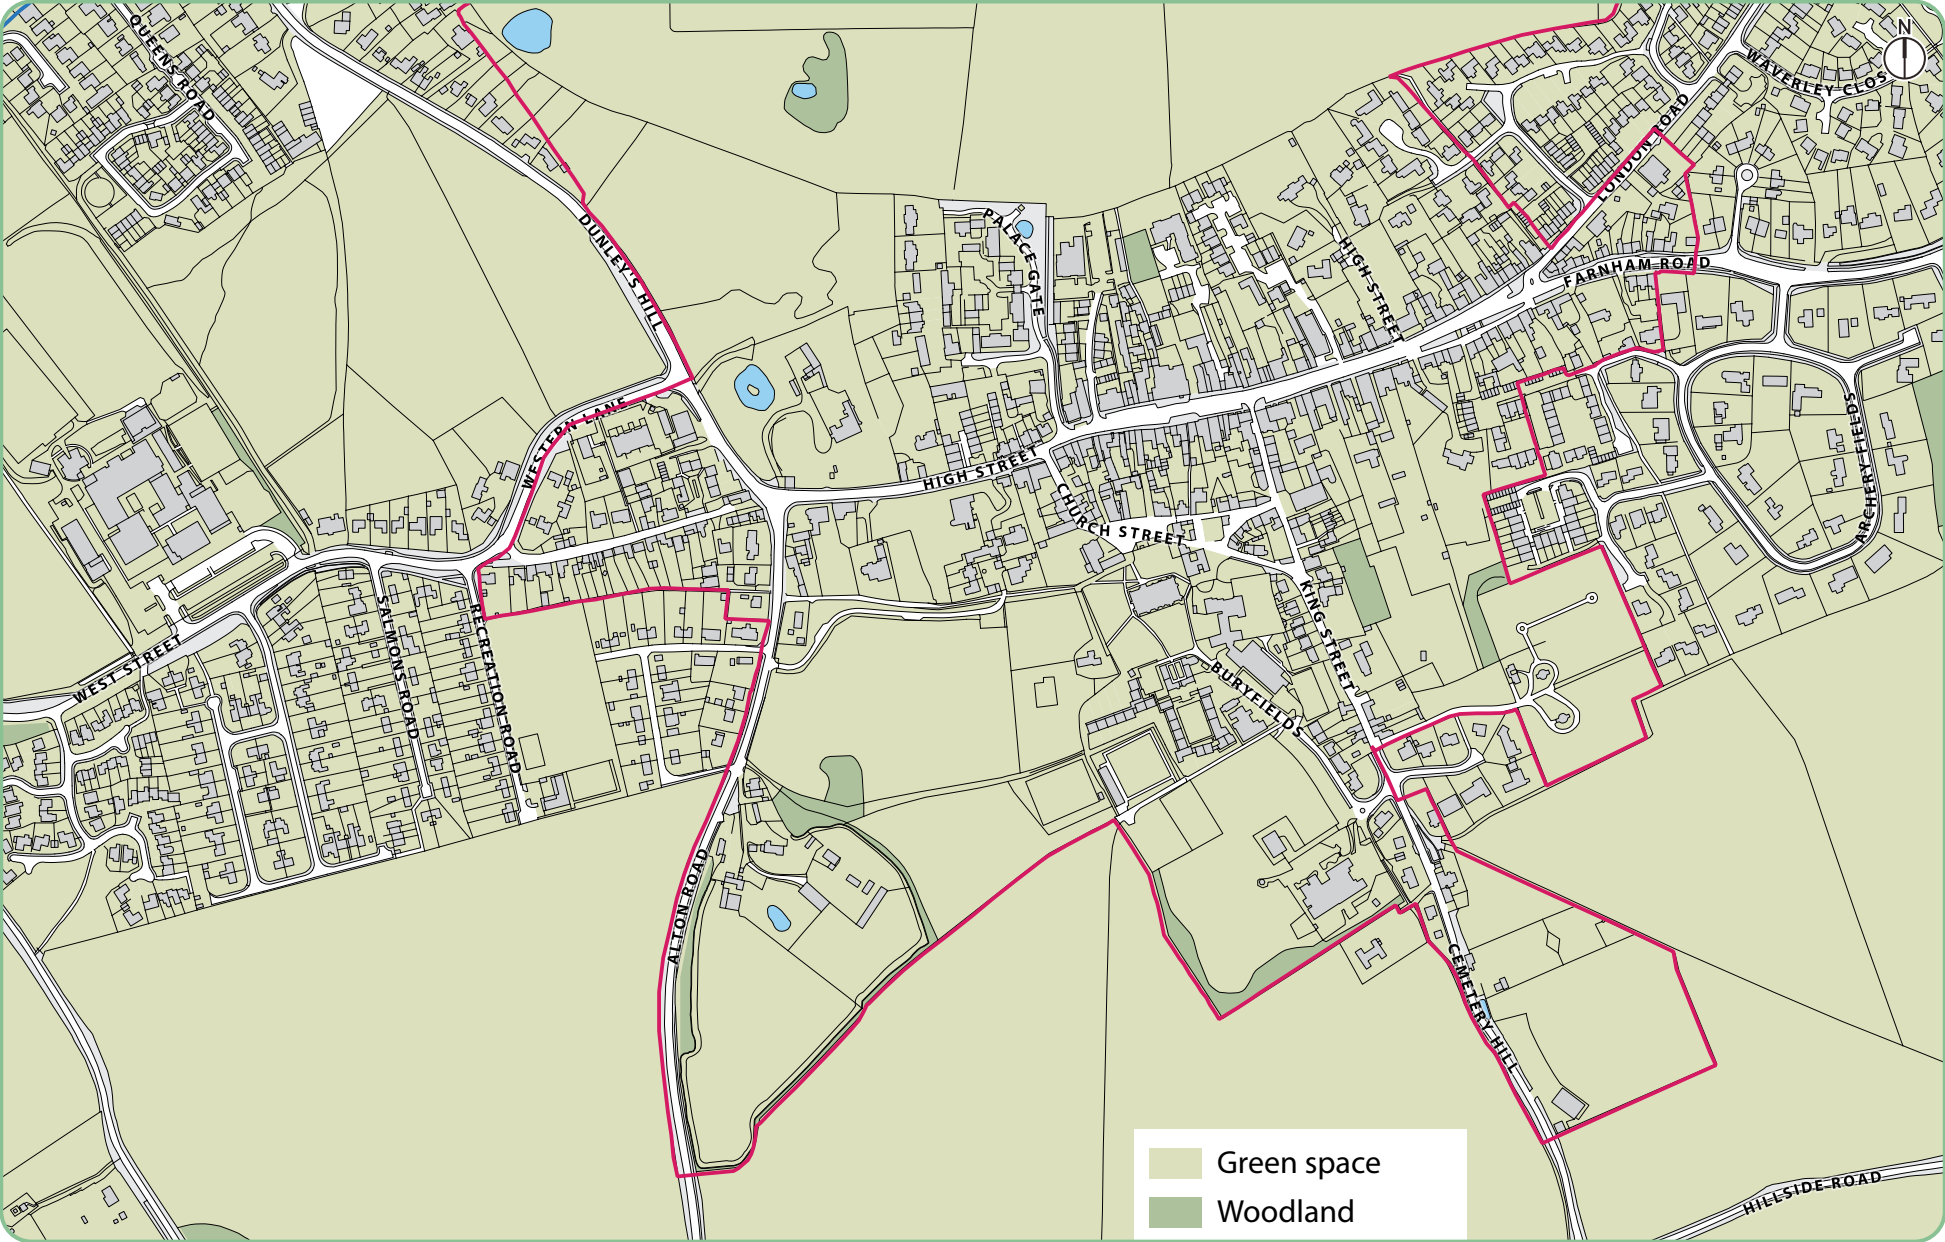 QUEENS ROAD
N
WAVERLEY CLOS
LONDON ROAD
DUNLEY'S HILL
PALACE GATE
HIGH STREET
FARNHAM ROAD
WESTERN LANE
HIGH STREET
ARCHERY FIELDS
CHURCH STREET
KING STREET
SALMONS ROAD
RECREATION ROAD
WEST STREET
BURYFIELDS
ALTON ROAD
CEMETERY HILL
HILLSIDE ROAD
Green space
Woodland